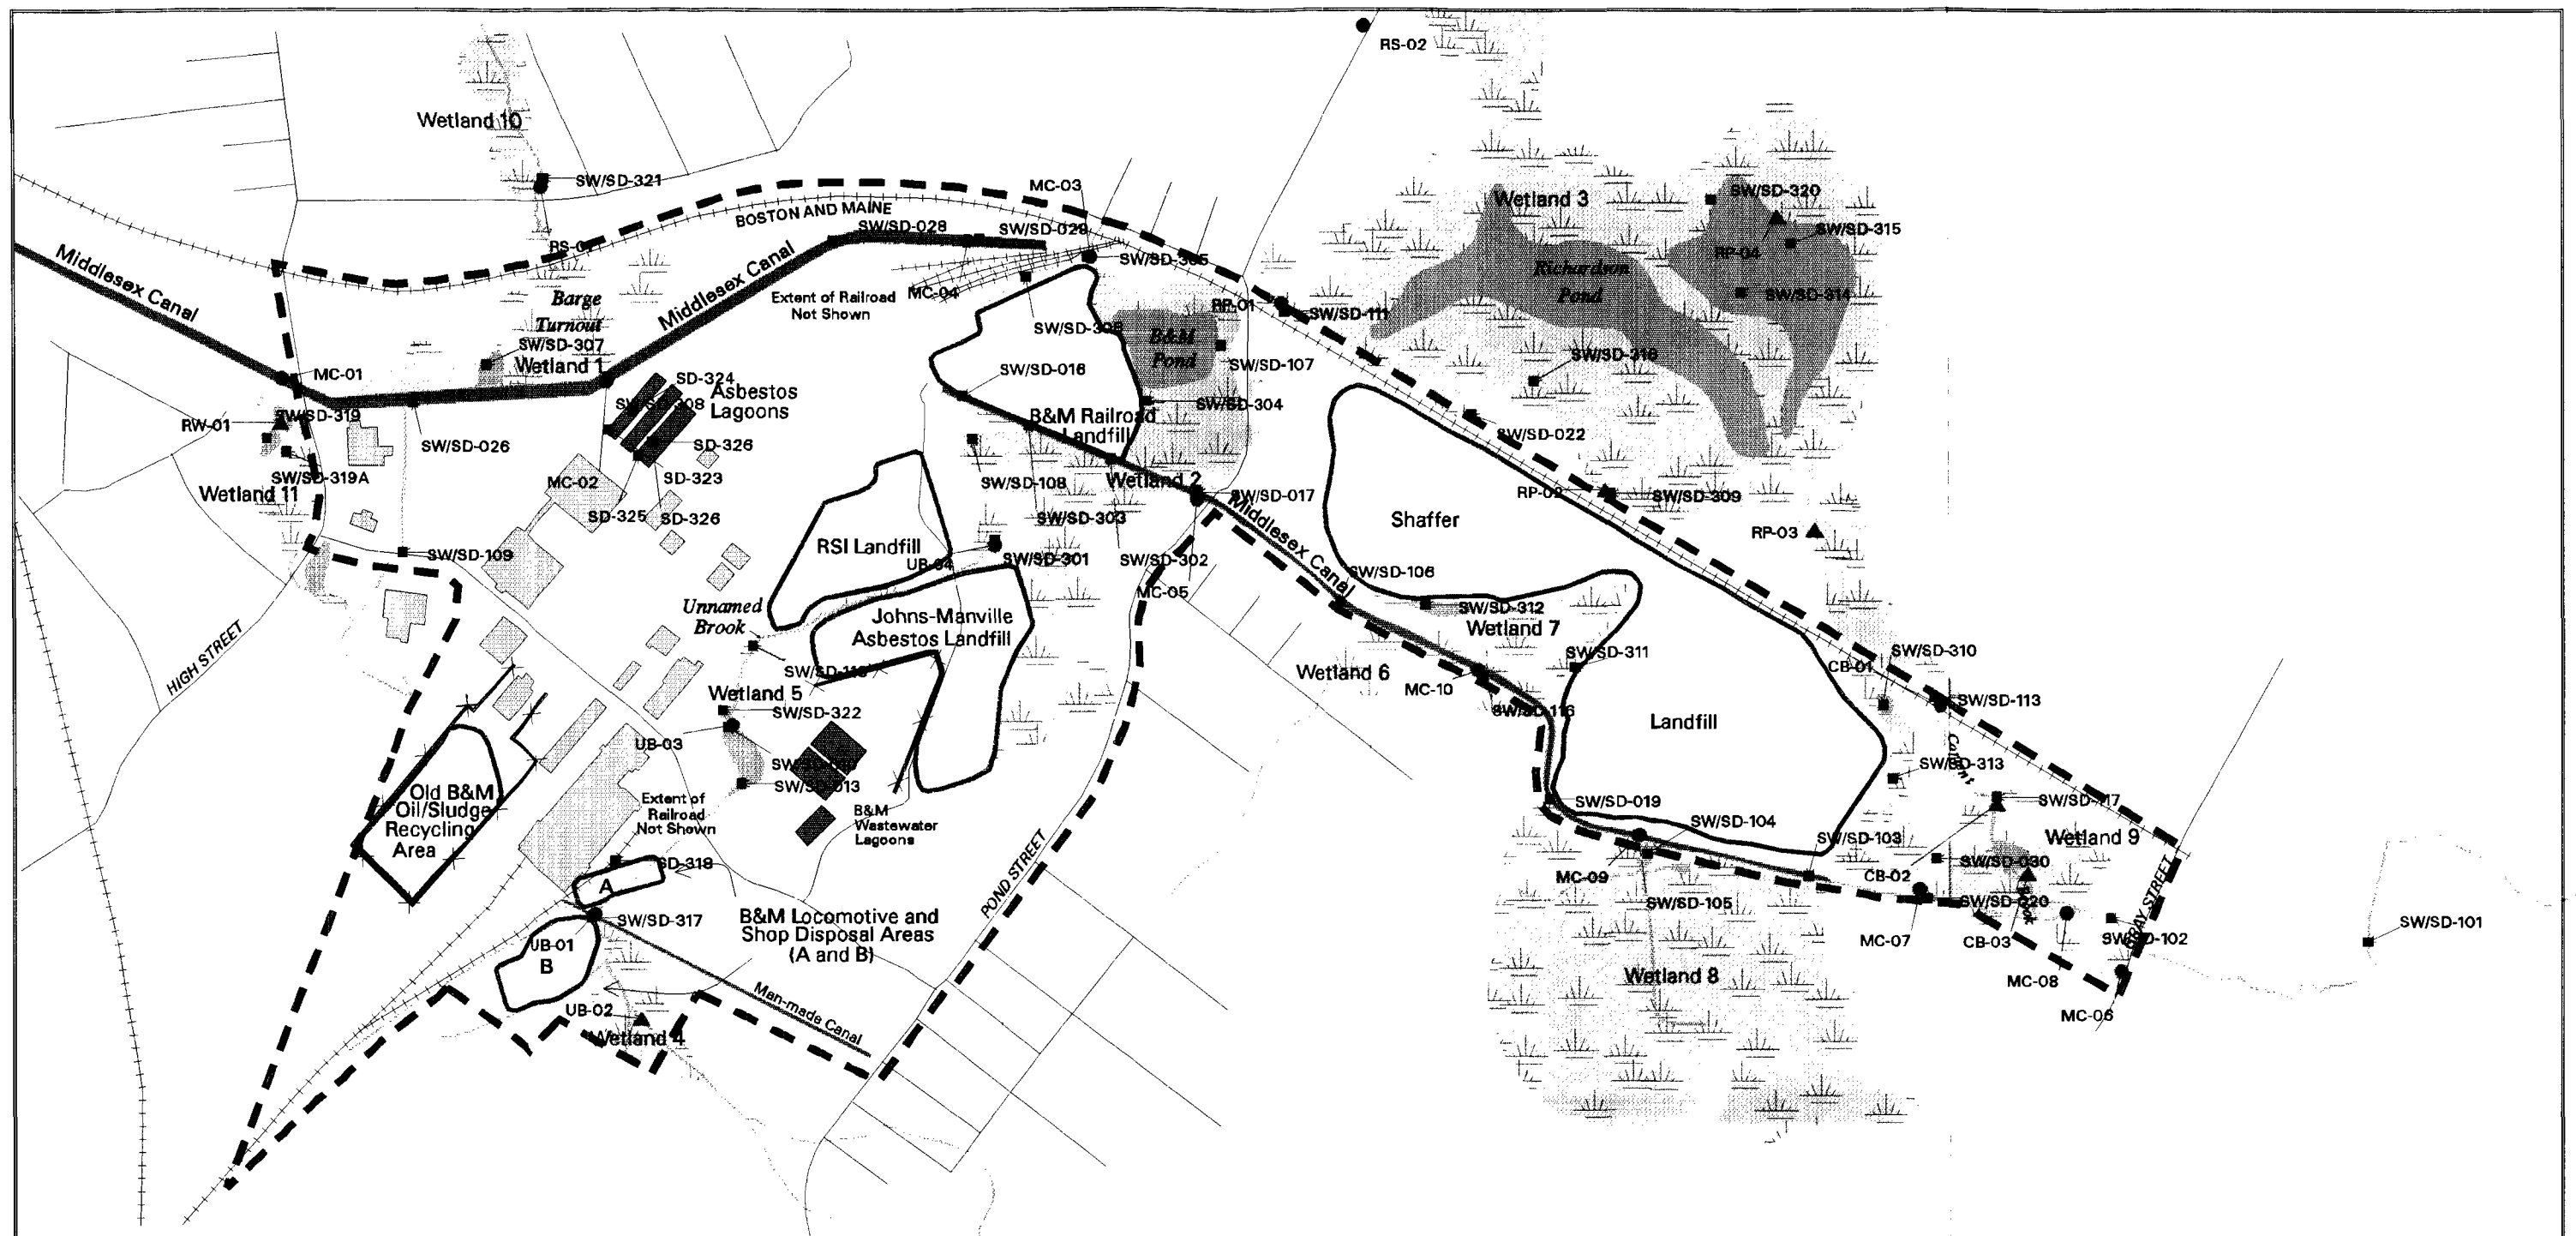 RS-02
Wetland 10
SW/SD-321
MC-03
BOSTON AND MAINE
SW/SD-028
SW/SD-029
Wetland 3
SW/SD-320
SW/SD-315
RP-04
Middlesex Canal
Middlesex Canal
Barge
Turnout
Extent of Railroad
Not Shown
MC-04
Richardson
Pond
SW/SD-314
RP-01
SW/SD-111
B&M
Pond
SW/SD-107
SW/SD-307
Wetland 1
MC-01
SD-324
Asbestos
Lagoons
SW/SD-016
SW/SD-316
SW/SD-304
B&M Railroad
Landfill
SW/SD-319
RW-01
SW/SD-026
SD-326
SW/SD-022
SW/SD-319A
Wetland 11
MC-02
SD-323
SW/SD-108
Wetland 2
SW/SD-017
RP-02
SW/SD-309
SD-325
SD-326
SW/SD-303
Middlesex Canal
Shaffer
RP-03
SW/SD-109
RSI Landfill
UB-04
SW/SD-301
SW/SD-302
SW/SD-106
MC-05
Unnamed
Brook
Johns-Manville
Asbestos Landfill
SW/SD-312
Wetland 7
HIGH STREET
SW/SD-311
SW/SD-310
CB-01
Wetland 6
MC-10
Wetland 5
SW/SD-322
SW/SD-116
SW/SD-113
Landfill
UB-03
SW/SD-313
Old B&M
Oil/Sludge
Recycling
Area
Extent of
Railroad
Not Shown
B&M
Wastewater
Lagoons
SW/SD-019
SW/SD-104
SW/SD-103
Wetland 9
SW/SD-030
A
MC-09
CB-02
POND STREET
SW/SD-105
SW/SD-020
SW/SD-317
B&M Locomotive and
Shop Disposal Areas
(A and B)
UB-01
B
MC-07
CB-03
SW/SD-102
SW/SD-101
Wetland 8
MC-08
Man-made Canal
UB-02
Wetland 4
MC-06